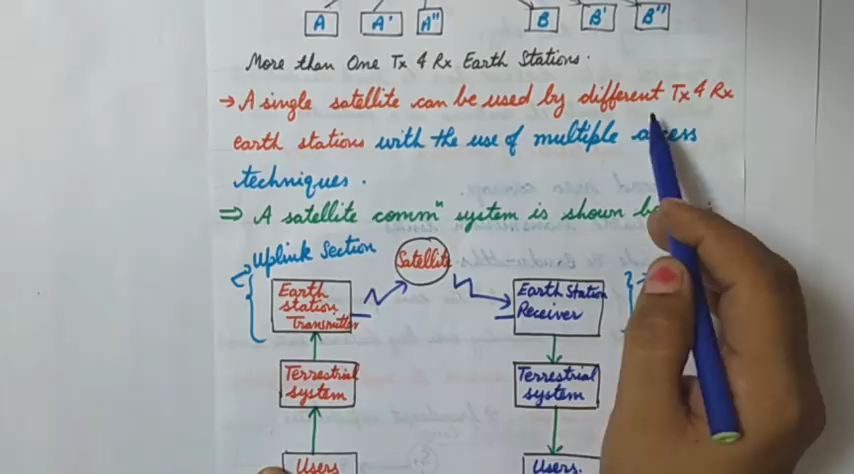 A A' A" B B' B"
More than One Tx & Rx Earth Stations.
→ A single satellite can be used by different Tx & Rx
earth stations with the use of multiple access
techniques.
⇒ A satellite commⁿ system is shown
Uplink Section
Satellite
Earth station Transmitter
Earth Station Receiver
Terrestrial system
Terrestrial system
Users
Users.